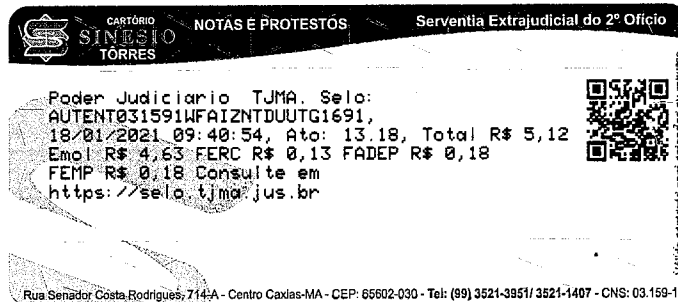 CARTÓRIO
SINÉSIO
TÔRRES
NOTAS E PROTESTOS
Serventia Extrajudicial do 2º Ofício
Poder Judiciario TJMA. Selo:
AUTENT031591WFAIZNTDUUTG1691,
18/01/2021 09:40:54, Ato: 13.18, Total R$ 5,12
Emol R$ 4,63 FERC R$ 0,13 FADEP R$ 0,18
FEMP R$ 0,18 Consulte em
https://selo.tjma.jus.br
Rua Senador Costa Rodrigues, 714-A - Centro Caxias-MA - CEP: 65602-030 - Tel: (99) 3521-3951/ 3521-1407 - CNS: 03.159-1